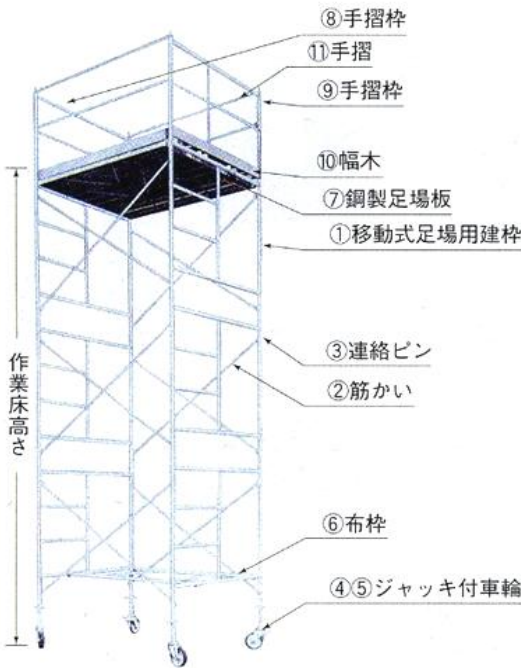 ⑧手摺枠
⑪手摺
⑨手摺枠
⑩幅木
⑦鋼製足場板
①移動式足場用建枠
③連絡ピン
②筋かい
作業床高さ
⑥布枠
④⑤ジャッキ付車輪